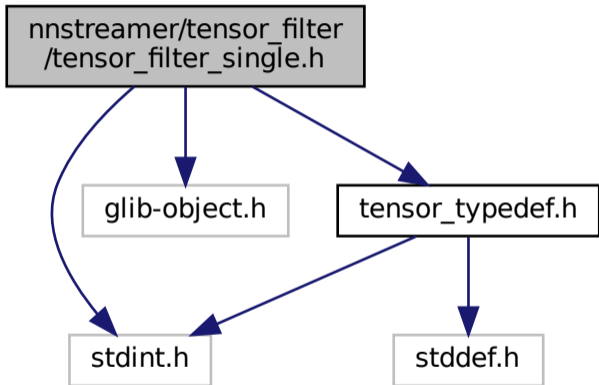 nnstreamer/tensor_filter
/tensor_filter_single.h
glib-object.h
tensor_typedef.h
stdint.h
stddef.h